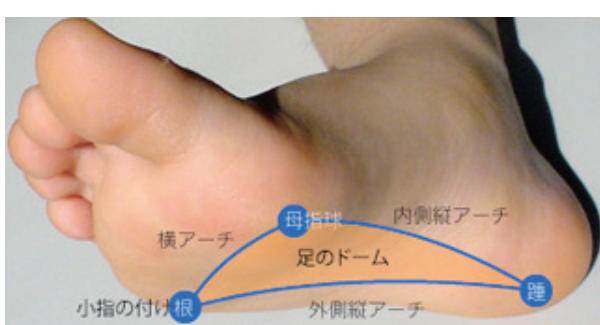 母指球
内側縦アーチ
横アーチ
足のドーム
踵
小指の付け根
外側縦アーチ